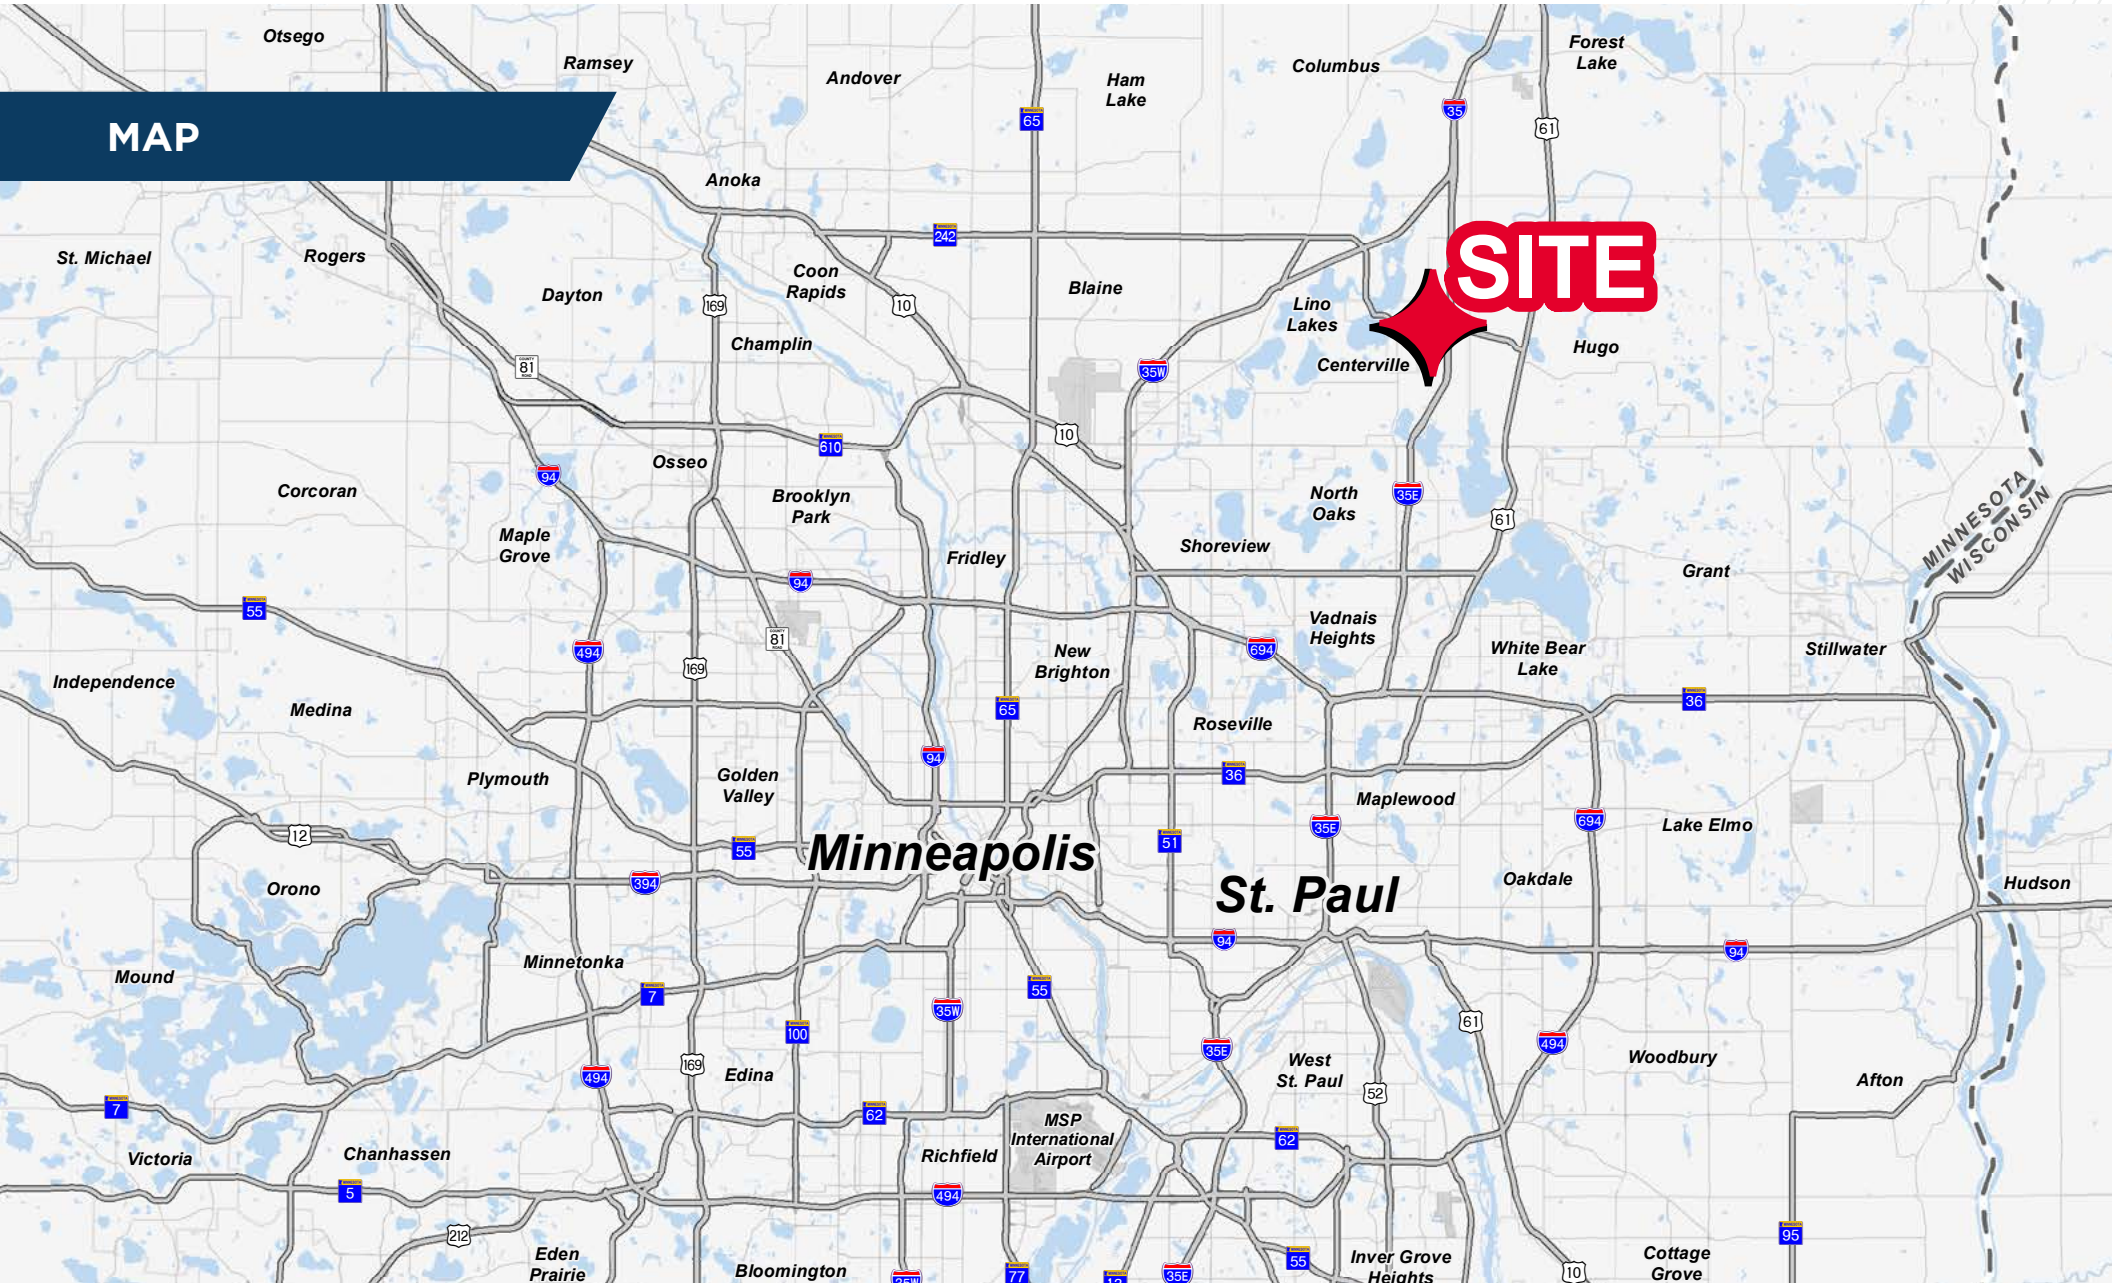 Otsego
Ramsey
Andover
Ham
Lake
Columbus
Forest
Lake
MAP
65
35
61
Anoka
242
SITE
St. Michael
Rogers
Dayton
Coon
Rapids
Blaine
169
10
Lino
Lakes
Champlin
Hugo
COUNTY
81
ROAD
35W
Centerville
610
10
Osseo
94
Corcoran
Brooklyn
Park
North
Oaks
35E
61
MINNESOTA
WISCONSIN
Maple
Grove
Fridley
Shoreview
Grant
94
55
COUNTY
81
ROAD
Vadnais
Heights
494
169
New
Brighton
694
White Bear
Lake
Stillwater
Independence
Medina
65
Roseville
36
94
Plymouth
Golden
Valley
36
Maplewood
12
55
Minneapolis
51
35E
694
Lake Elmo
394
St. Paul
Oakdale
Orono
Hudson
94
94
Mound
Minnetonka
7
55
35W
100
61
494
35E
169
494
Edina
West
St. Paul
Woodbury
52
Afton
7
62
MSP
International
Airport
62
Victoria
Chanhassen
Richfield
5
494
212
95
Eden
Prairie
Bloomington
35W
77
35E
55
Inver Grove
Heights
10
Cottage
Grove